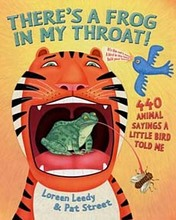 THERE'S A FROG
IN MY THROAT!
440
ANIMAL
SAYINGS A
LITTLE BIRD
TOLD ME
Loreen Leedy
& Pat Street